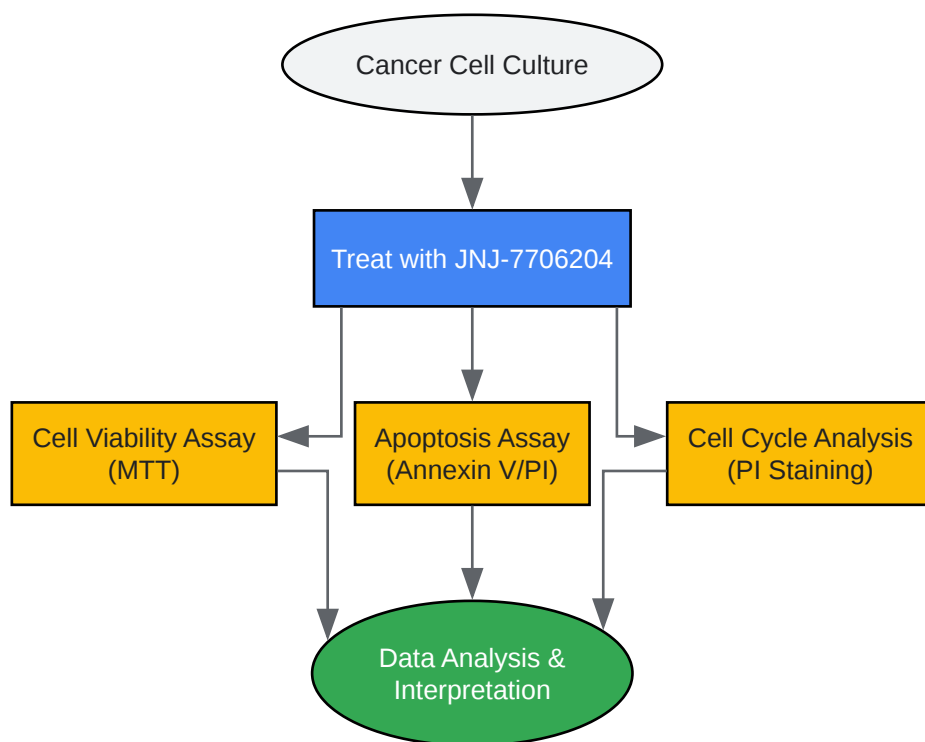 Cancer Cell Culture
Treat with JNJ-7706204
Cell Viability Assay
(MTT)
Apoptosis Assay
(Annexin V/PI)
Cell Cycle Analysis
(PI Staining)
Data Analysis &
Interpretation